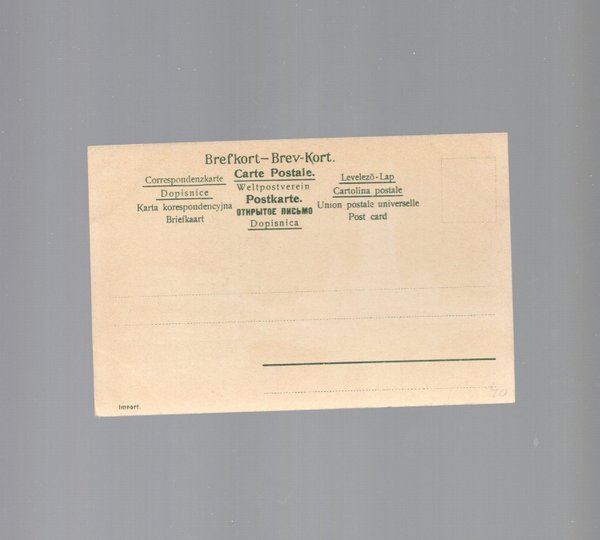 Brefkort–Brev-Kort.
Correspondenzkarte
Dopisnice
Karta korespondencyjna
Briefkaart
Carte Postale.
Weltpostverein
Postkarte.
ОТКРЫТОЕ ПИСЬМО
Dopisnica
Levelező-Lap
Cartolina postale
Union postale universelle
Post card
Import.